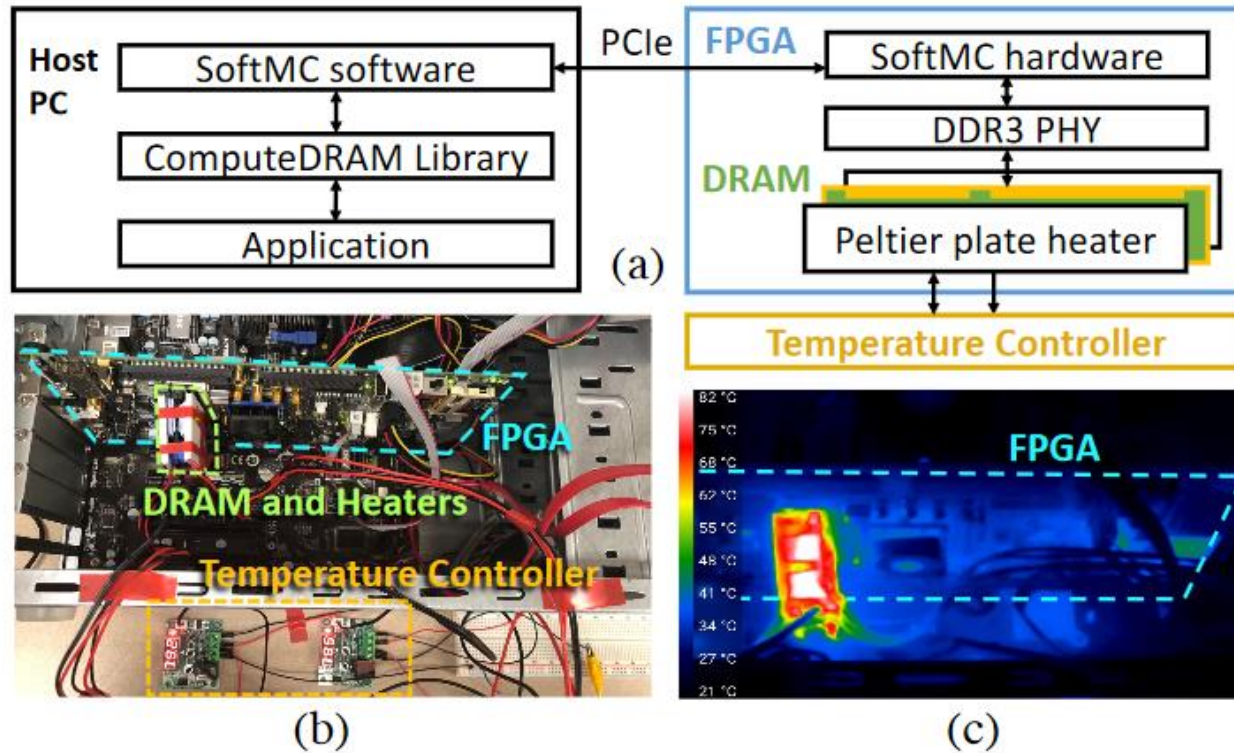 Host
PC
SoftMC software
ComputeDRAM Library
Application
PCIe
FPGA
SoftMC hardware
DDR3 PHY
DRAM
Peltier plate heater
Temperature Controller
(a)
FPGA
DRAM and Heaters
Temperature Controller
(b)
82 °C
75 °C
68 °C
62 °C
55 °C
48 °C
41 °C
34 °C
27 °C
21 °C
FPGA
(c)